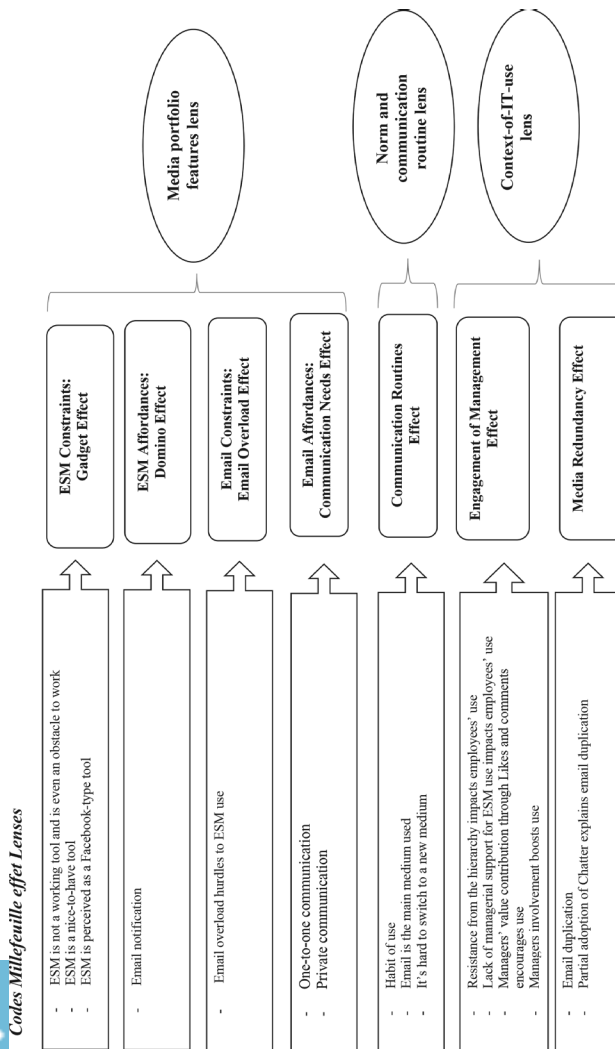 Codes Millefeuille effet Lenses
- ESM is not a working tool and is even an obstacle to work
- ESM is a nice-to-have tool
- ESM is perceived as a Facebook-type tool
ESM Constraints:
Gadget Effect
- Email notification
ESM Affordances:
Domino Effect
- Email overload hurdles to ESM use
Email Constraints:
Email Overload Effect
- One-to-one communication
- Private communication
Email Affordances:
Communication Needs Effect
Media portfolio
features lens
- Habit of use
- Email is the main medium used
- It’s hard to switch to a new medium
Communication Routines
Effect
Norm and
communication
routine lens
- Resistance from the hierarchy impacts employees’ use
- Lack of managerial support for ESM use impacts employees’ use
- Managers’ value contribution through Likes and comments
encourages use
- Managers involvement boosts use
Engagement of Management
Effect
- Email duplication
- Partial adoption of Chatter explains email duplication
Media Redundancy Effect
Context-of-IT-use
lens